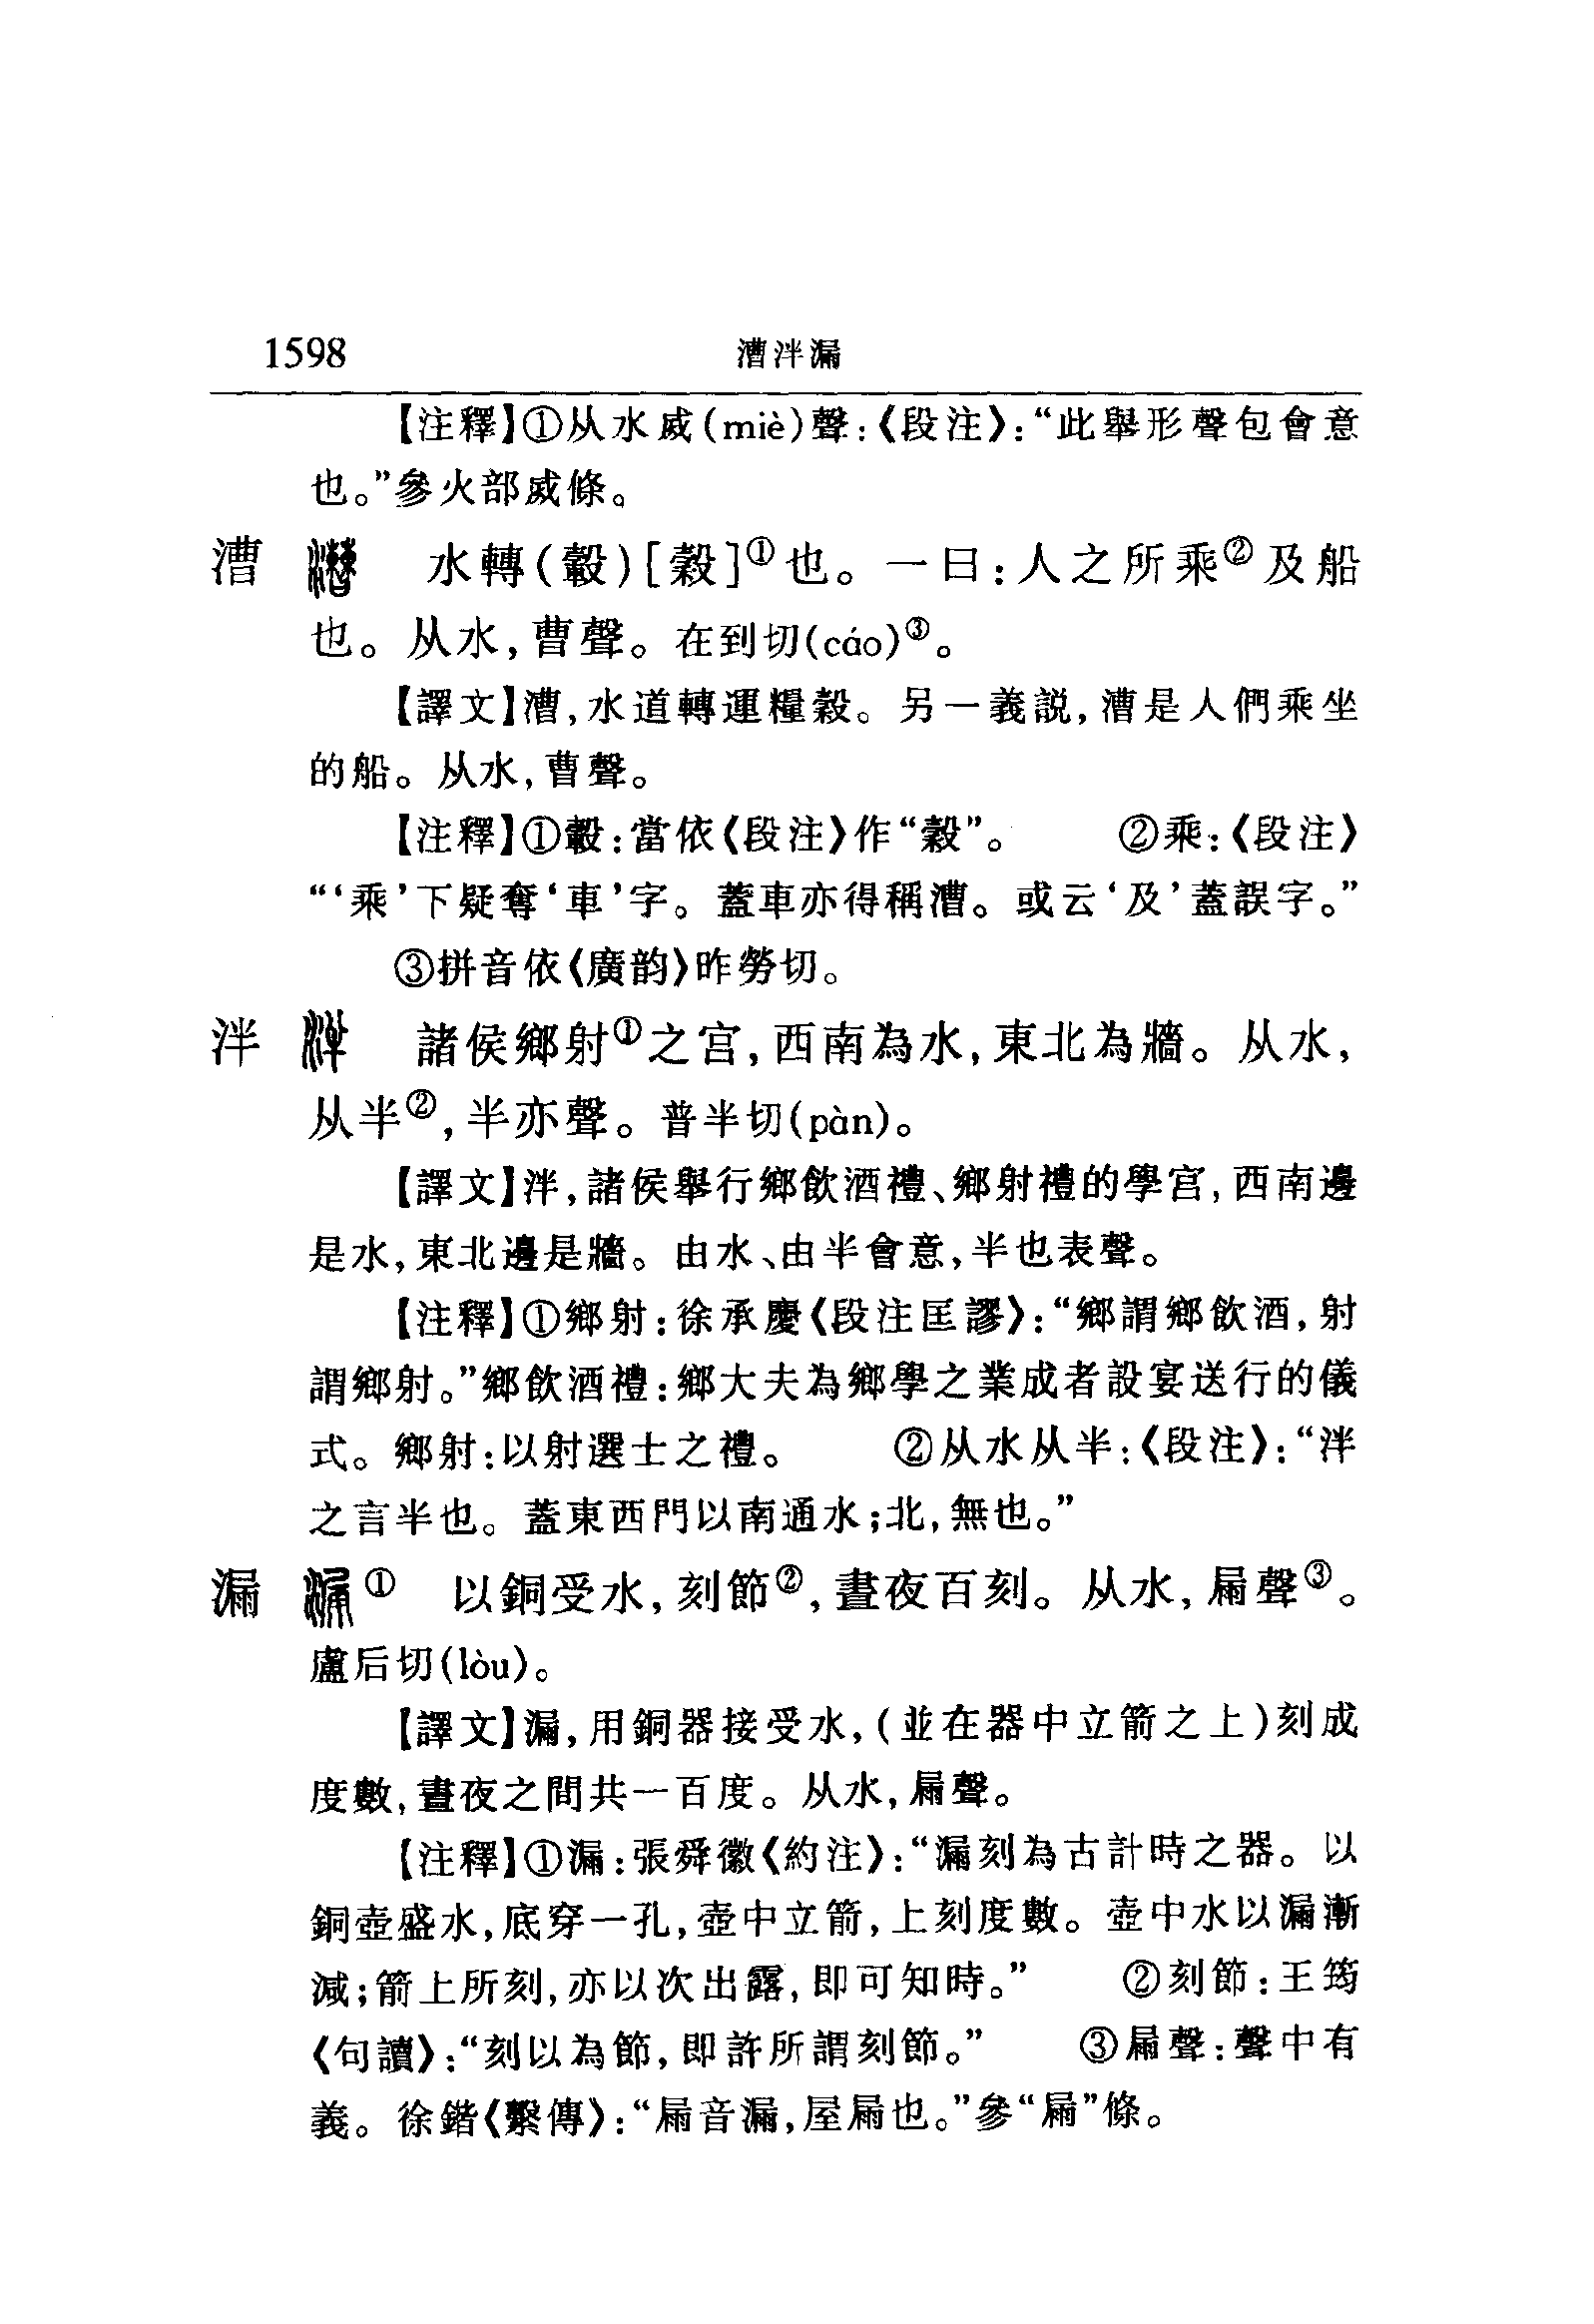 1598 漕泮漏
【注釋】①从水烕(miè)聲:《段注》:“此舉形聲包會意
也。”參火部烕條。
漕 水轉(轂)[穀]①也。一曰:人之所乘②及船
也。从水,曹聲。在到切(cáo)③。
【譯文】漕,水道轉運糧穀。另一義説,漕是人們乘坐
的船。从水,曹聲。
【注釋】①轂:當依《段注》作“穀”。 ②乘:《段注》
“‘乘’下疑奪‘車’字。蓋車亦得稱漕。或云‘及’蓋誤字。”
③拼音依《廣韵》昨勞切。
泮 諸侯鄉射①之宫,西南為水,東北為牆。从水,
从半②,半亦聲。普半切(pàn)。
【譯文】泮,諸侯舉行鄉飲酒禮、鄉射禮的學宫,西南邊
是水,東北邊是牆。由水、由半會意,半也表聲。
【注釋】①鄉射:徐承慶《段注匡謬》:“鄉謂鄉飲酒,射
謂鄉射。”鄉飲酒禮:鄉大夫為鄉學之業成者設宴送行的儀
式。鄉射:以射選士之禮。 ②从水从半:《段注》:“泮
之言半也。蓋東西門以南通水;北,無也。”
漏 ① 以銅受水,刻節②,晝夜百刻。从水,屚聲③。
盧后切(lòu)。
【譯文】漏,用銅器接受水,(並在器中立箭之上)刻成
度數,晝夜之間共一百度。从水,屚聲。
【注釋】①漏:張舜徽《約注》:“漏刻為古計時之器。以
銅壺盛水,底穿一孔,壺中立箭,上刻度數。壺中水以漏漸
減;箭上所刻,亦以次出露,即可知時。” ②刻節:王筠
《句讀》:“刻以為節,即許所謂刻節。” ③屚聲:聲中有
義。徐鍇《繫傳》:“屚音漏,屋屚也。”參“屚”條。